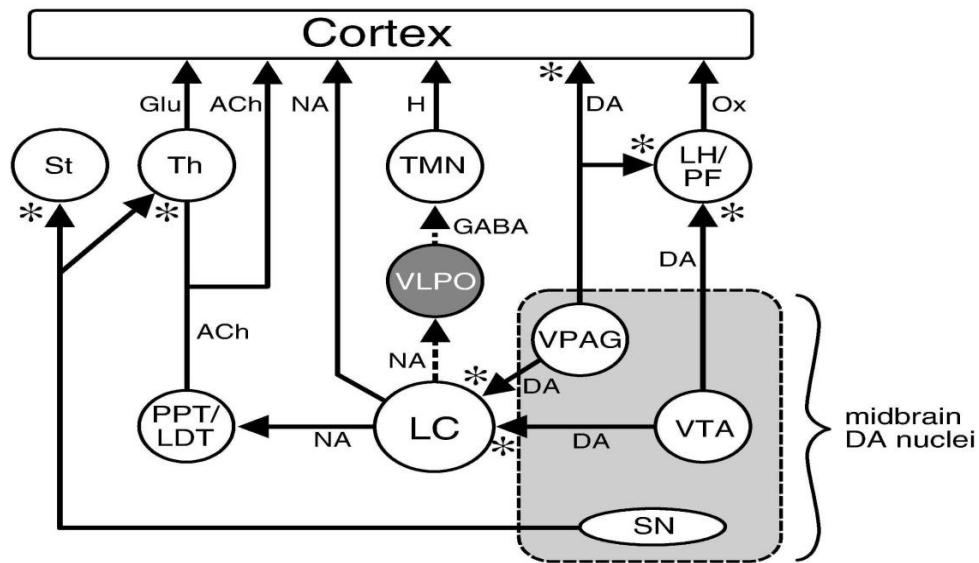 Cortex
Glu
ACh
NA
H
*
DA
Ox
St
*
Th
*
TMN
*
LH/
PF
*
GABA
DA
VLPO
ACh
NA
*
VPAG
DA
PPT/
LDT
NA
LC
*
DA
VTA
midbrain
DA nuclei
SN